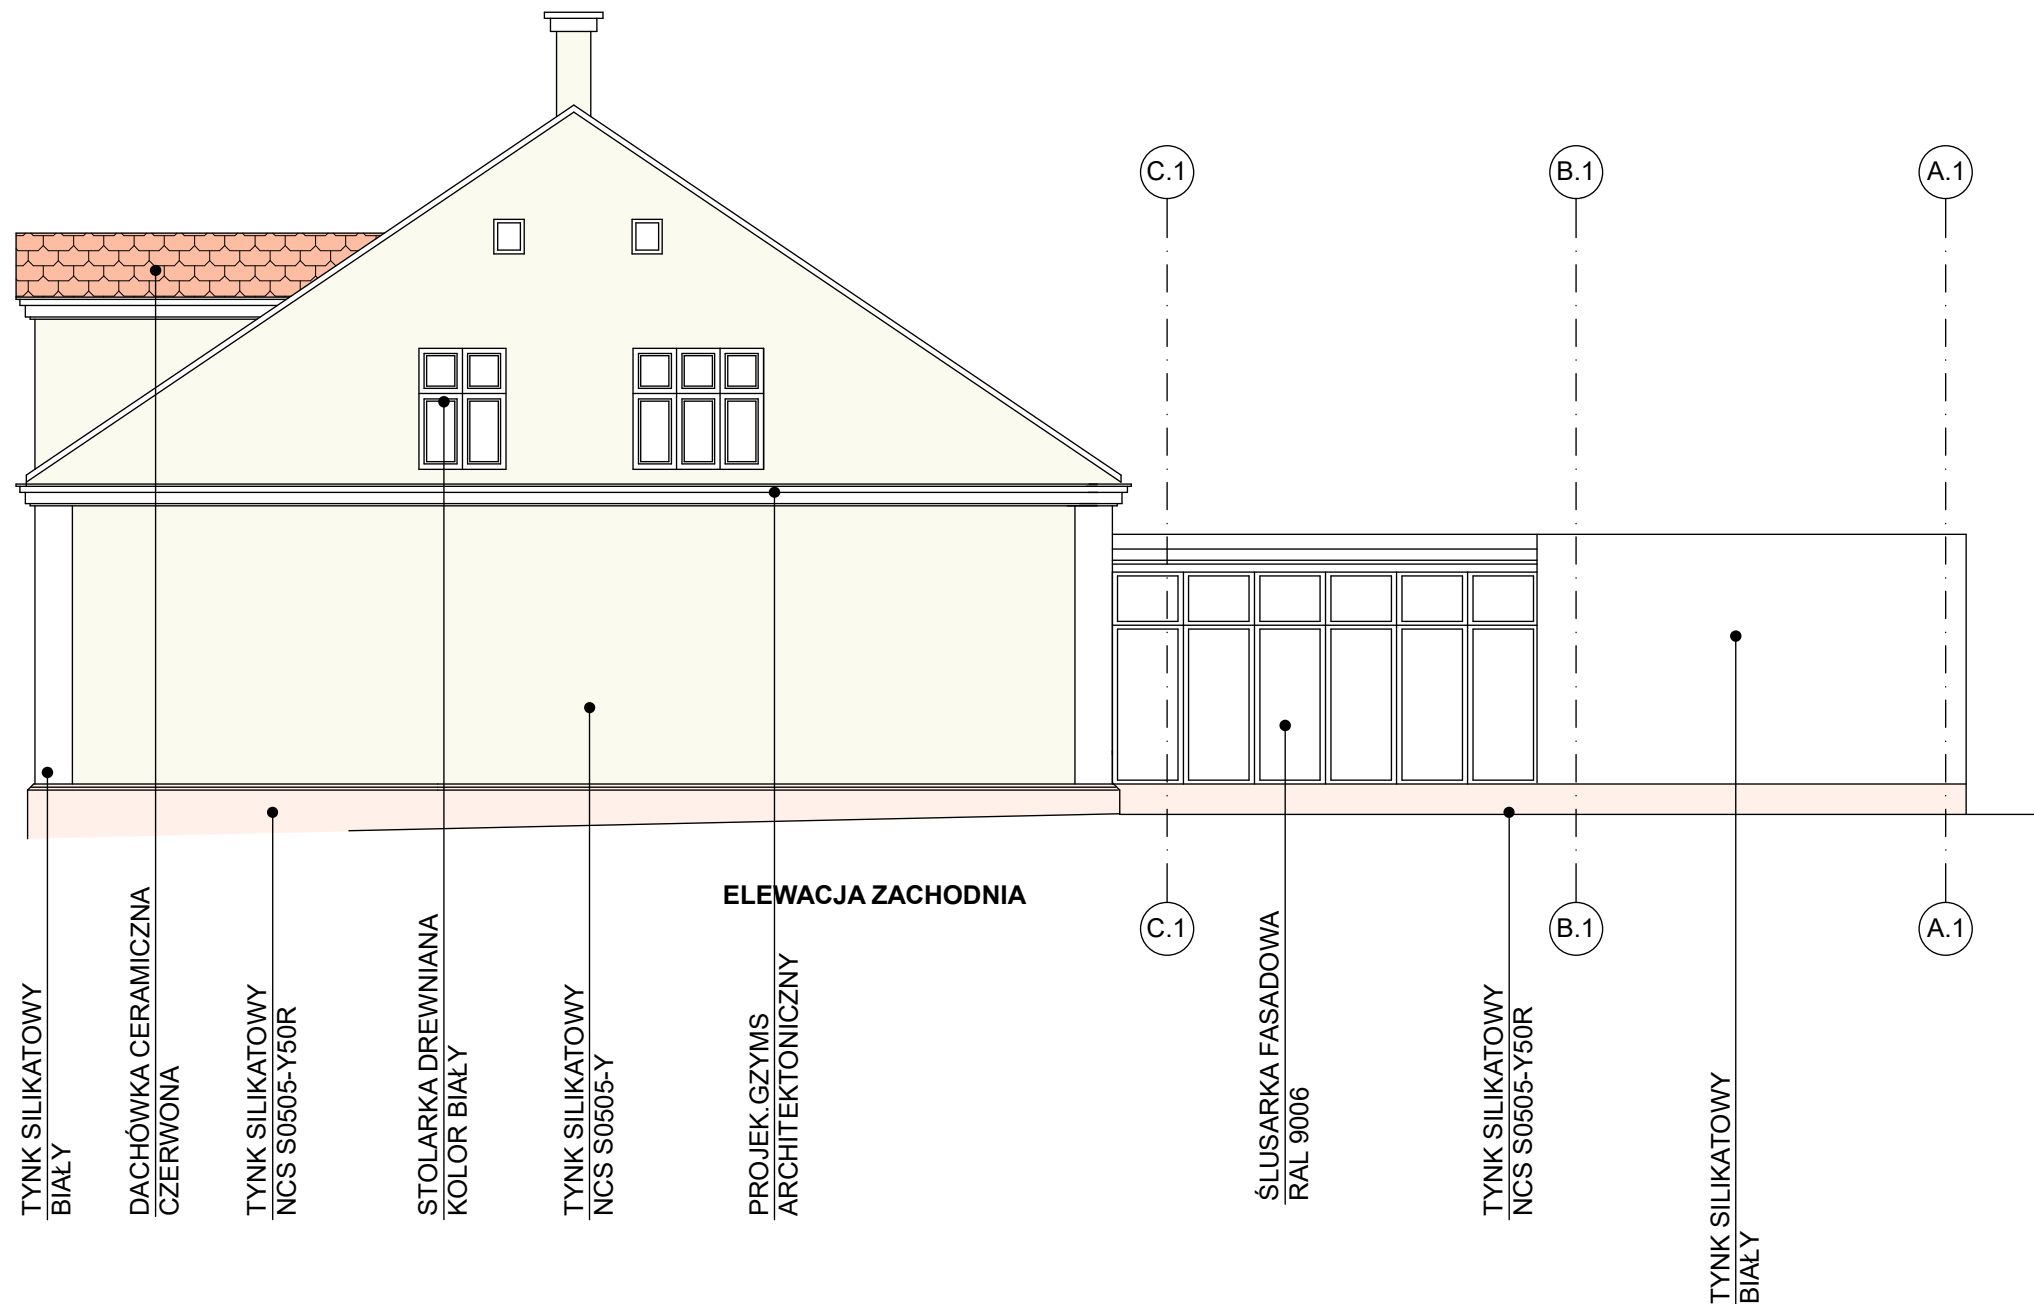 C.1
B.1
A.1
ELEWACJA ZACHODNIA
C.1
B.1
A.1
TYNK SILIKATOWY
BIAŁY
DACHÓWKA CERAMICZNA
CZERWONA
TYNK SILIKATOWY
NCS S0505-Y50R
STOLARKA DREWNIANA
KOLOR BIAŁY
TYNK SILIKATOWY
NCS S0505-Y
PROJEK.GZYMS
ARCHITEKTONICZNY
ŚLUSARKA FASADOWA
RAL 9006
TYNK SILIKATOWY
NCS S0505-Y50R
TYNK SILIKATOWY
BIAŁY